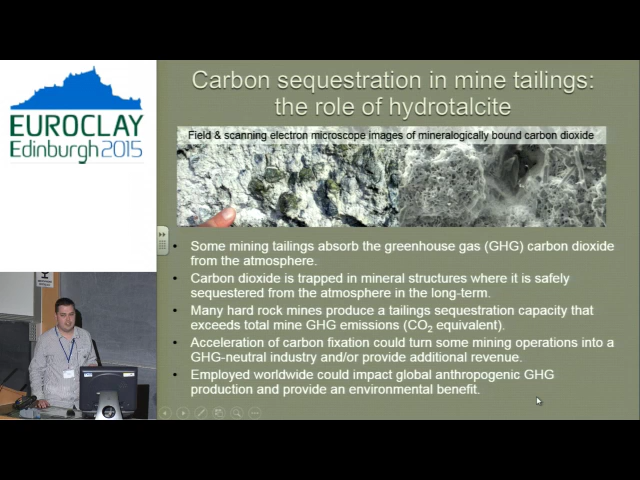 EUROCLAY
Edinburgh 2015
Carbon sequestration in mine tailings:
the role of hydrotalcite
Field & scanning electron microscope images of mineralogically bound carbon dioxide
• Some mining tailings absorb the greenhouse gas (GHG) carbon dioxide
from the atmosphere.
• Carbon dioxide is trapped in mineral structures where it is safely
sequestered from the atmosphere in the long-term.
• Many hard rock mines produce a tailings sequestration capacity that
exceeds total mine GHG emissions (CO₂ equivalent).
• Acceleration of carbon fixation could turn some mining operations into a
GHG-neutral industry and/or provide additional revenue.
• Employed worldwide could impact global anthropogenic GHG
production and provide an environmental benefit.